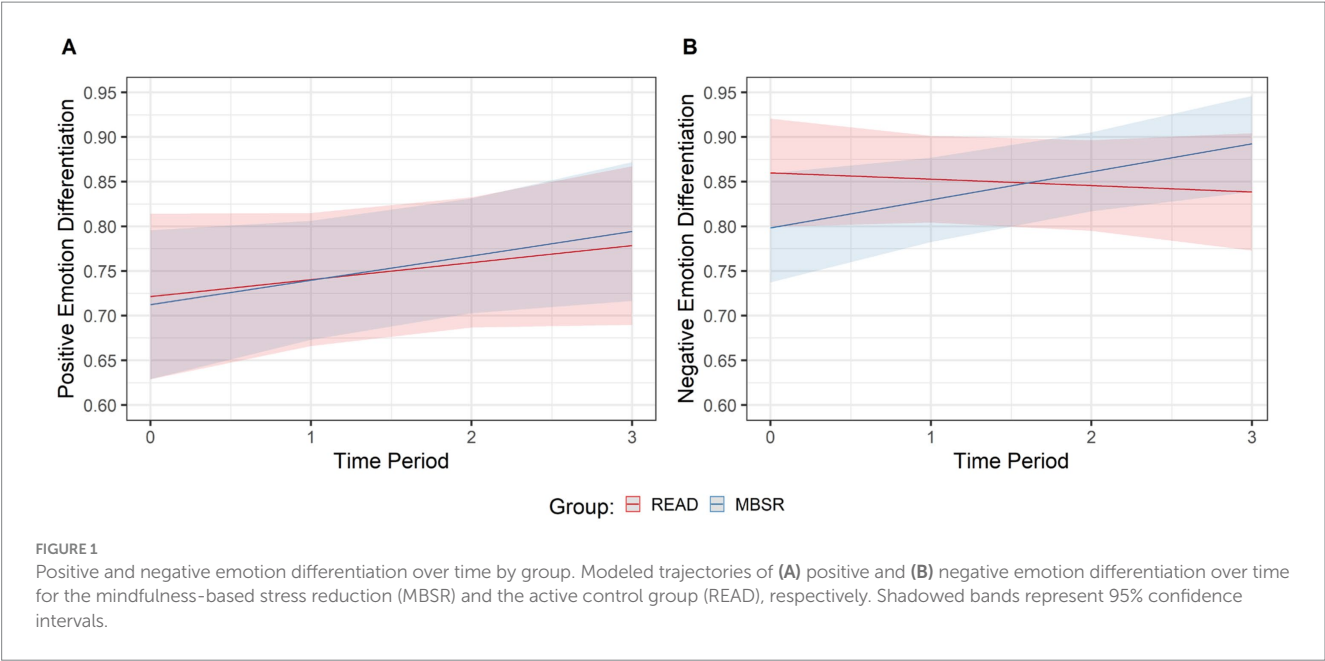 A
B
Positive Emotion Differentiation
0.95
0.90
0.85
0.80
0.75
0.70
0.65
0.60
0
1
2
3
Time Period
Negative Emotion Differentiation
0.95
0.90
0.85
0.80
0.75
0.70
0.65
0.60
0
1
2
3
Time Period
Group: READ MBSR
FIGURE 1
Positive and negative emotion differentiation over time by group. Modeled trajectories of (A) positive and (B) negative emotion differentiation over time
for the mindfulness-based stress reduction (MBSR) and the active control group (READ), respectively. Shadowed bands represent 95% confidence
intervals.